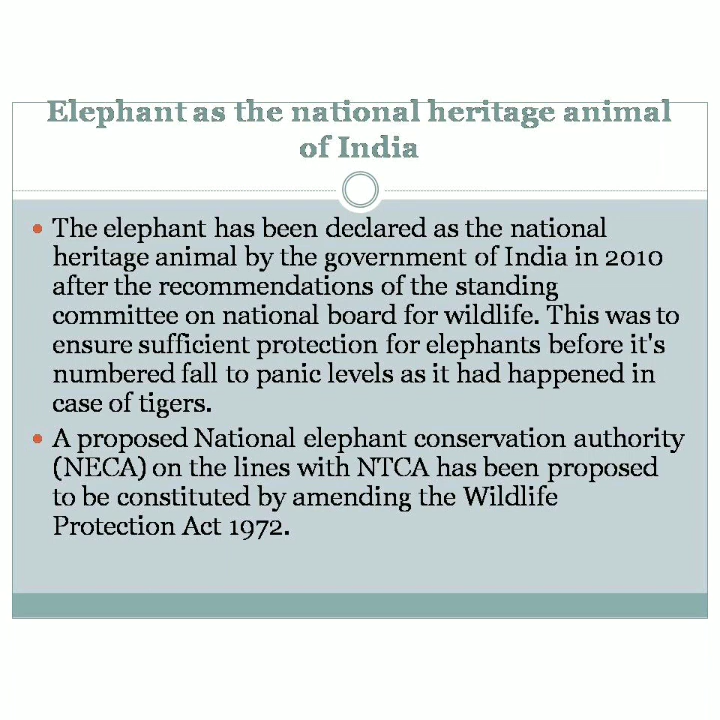 Elephant as the national heritage animal
of India
The elephant has been declared as the national
heritage animal by the government of India in 2010
after the recommendations of the standing
committee on national board for wildlife. This was to
ensure sufficient protection for elephants before it's
numbered fall to panic levels as it had happened in
case of tigers.
A proposed National elephant conservation authority
(NECA) on the lines with NTCA has been proposed
to be constituted by amending the Wildlife
Protection Act 1972.